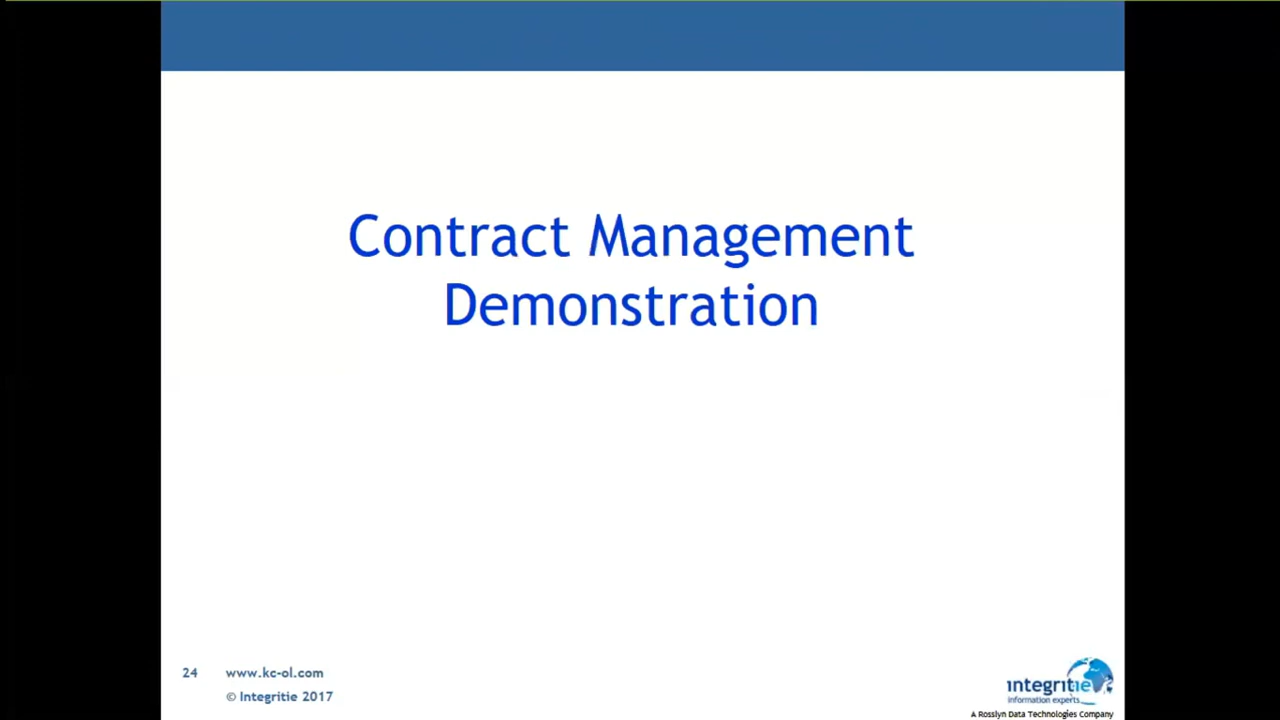 Contract Management
Demonstration
24 www.kc-ol.com
© Integritie 2017
integritie
information experts
A Rosslyn Data Technologies Company